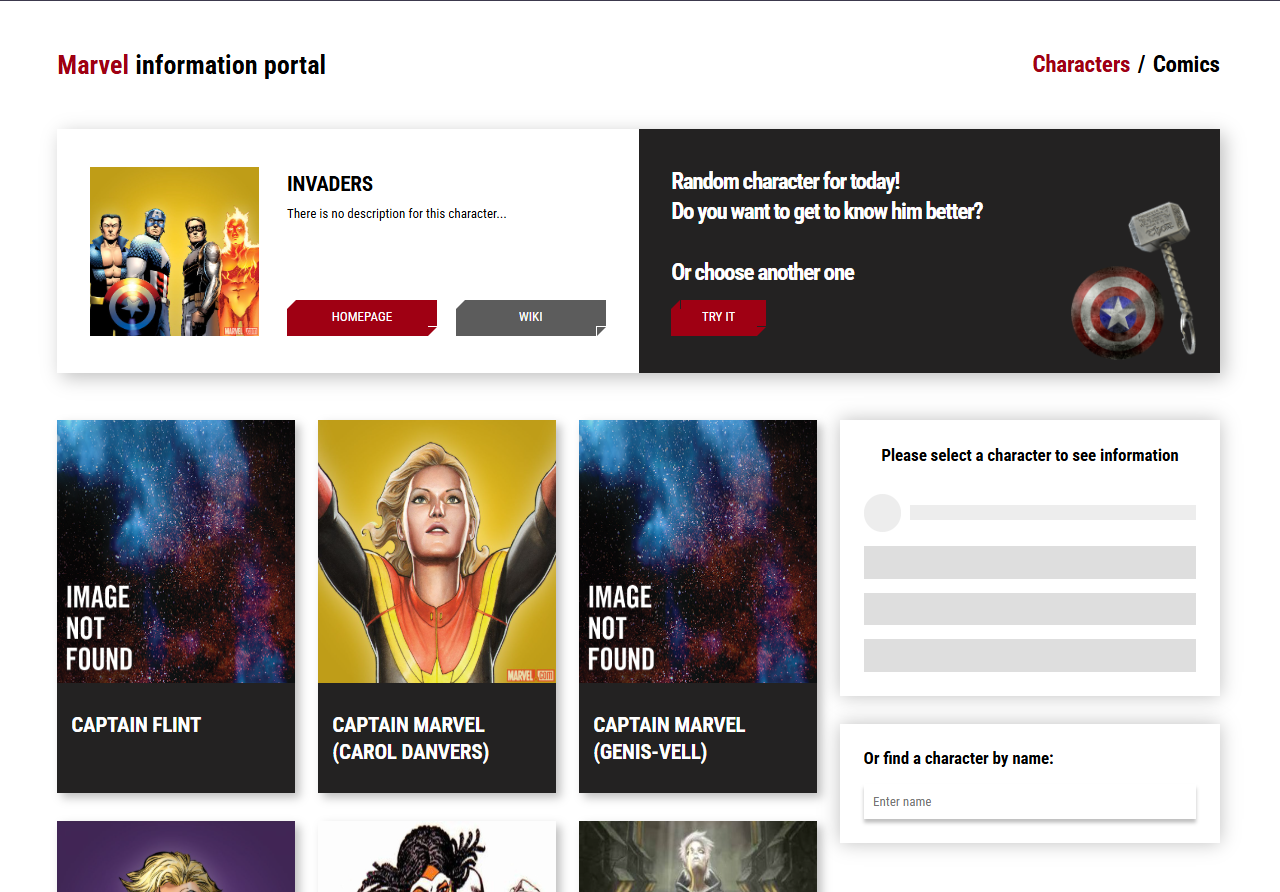 Marvel information portal
Characters / Comics
INVADERS
There is no description for this character...
HOMEPAGE
WIKI
Random character for today!
Do you want to get to know him better?
Or choose another one
TRY IT
IMAGE
NOT
FOUND
CAPTAIN FLINT
MARVEL .com
CAPTAIN MARVEL
(CAROL DANVERS)
IMAGE
NOT
FOUND
CAPTAIN MARVEL
(GENIS-VELL)
Please select a character to see information
Or find a character by name:
Enter name